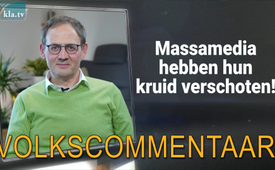 kla.tv
Massamedia
hebben hun
kruid verschoten!
VOLKSCOMMENTAAR